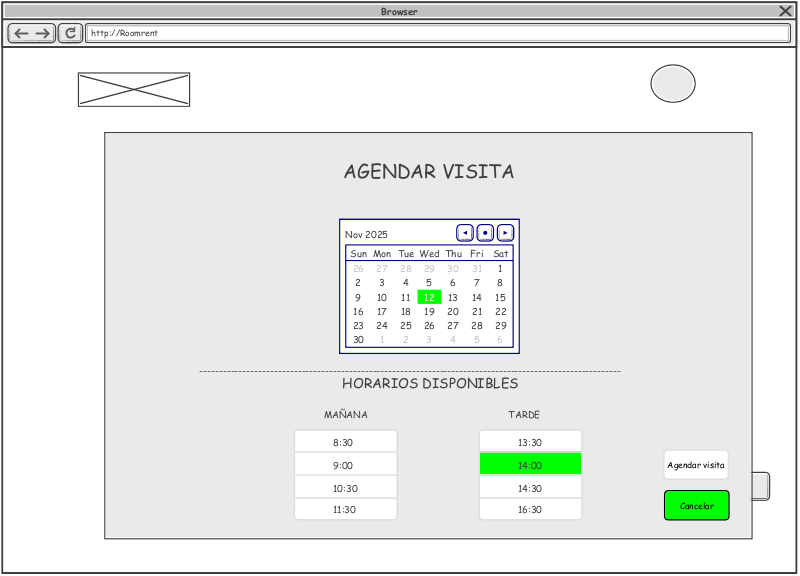 Browser
http://Roomrent
AGENDAR VISITA
Nov 2025
Sun Mon Tue Wed Thu Fri Sat
26 27 28 29 30 31 1
2 3 4 5 6 7 8
9 10 11 12 13 14 15
16 17 18 19 20 21 22
23 24 25 26 27 28 29
30 1 2 3 4 5 6
HORARIOS DISPONIBLES
MAÑANA
8:30
9:00
10:30
11:30
TARDE
13:30
14:00
14:30
16:30
Agendar visita
Cancelar